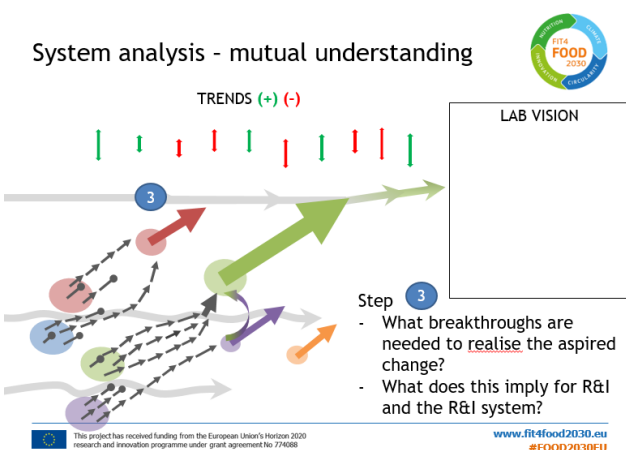 System analysis – mutual understanding
NUTRITION
CLIMATE
FIT4
FOOD
2030
INNOVATION
CIRCULARITY
TRENDS (+) (-)
LAB VISION
3
Step 3
- What breakthroughs are
needed to realise the aspired
change?
- What does this imply for R&I
and the R&I system?
This project has received funding from the European Union's Horizon 2020
research and innovation programme under grant agreement No 774088
www.fit4food2030.eu
#FOOD2030EU